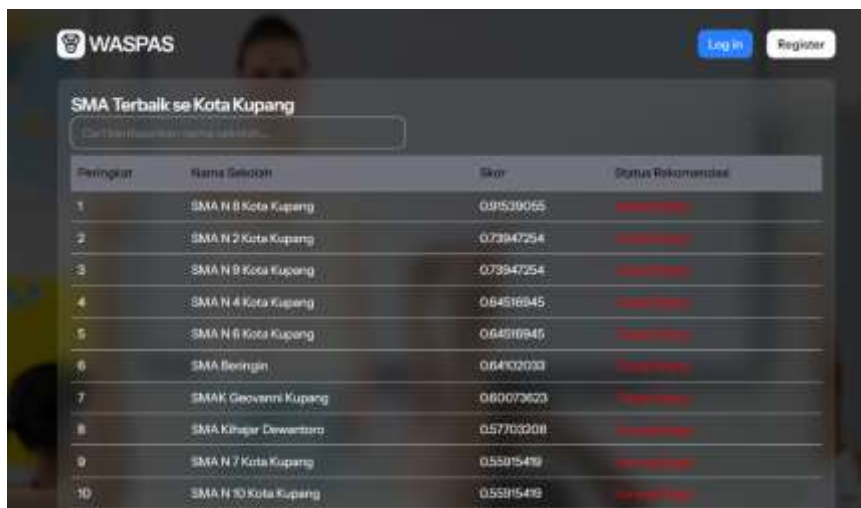 WASPAS
Log in Register
SMA Terbaik se Kota Kupang
Cari berdasarkan nama sekolah...
Peringkat Nama Sekolah Skor Status Rekomendasi
1 SMA N 8 Kota Kupang 0.91539055
2 SMA N 2 Kota Kupang 0.73947254
3 SMA N 9 Kota Kupang 0.73947254
4 SMA N 4 Kota Kupang 0.64516945
5 SMA N 6 Kota Kupang 0.64516945
6 SMA Beringin 0.64102033
7 SMAK Geovanni Kupang 0.60073623
8 SMA Kihajar Dewantoro 0.57703208
9 SMA N 7 Kota Kupang 0.55915419
10 SMA N 10 Kota Kupang 0.55915419